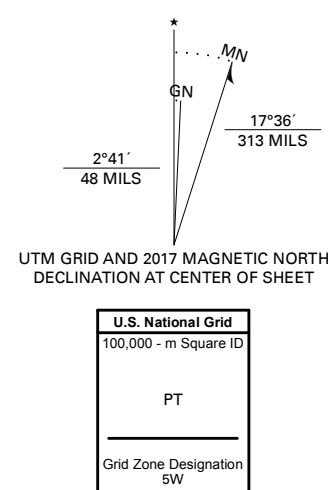 MN
GN
17°36´
313 MILS
2°41´
48 MILS
UTM GRID AND 2017 MAGNETIC NORTH
DECLINATION AT CENTER OF SHEET
U.S. National Grid
100,000 - m Square ID
PT
Grid Zone Designation
5W